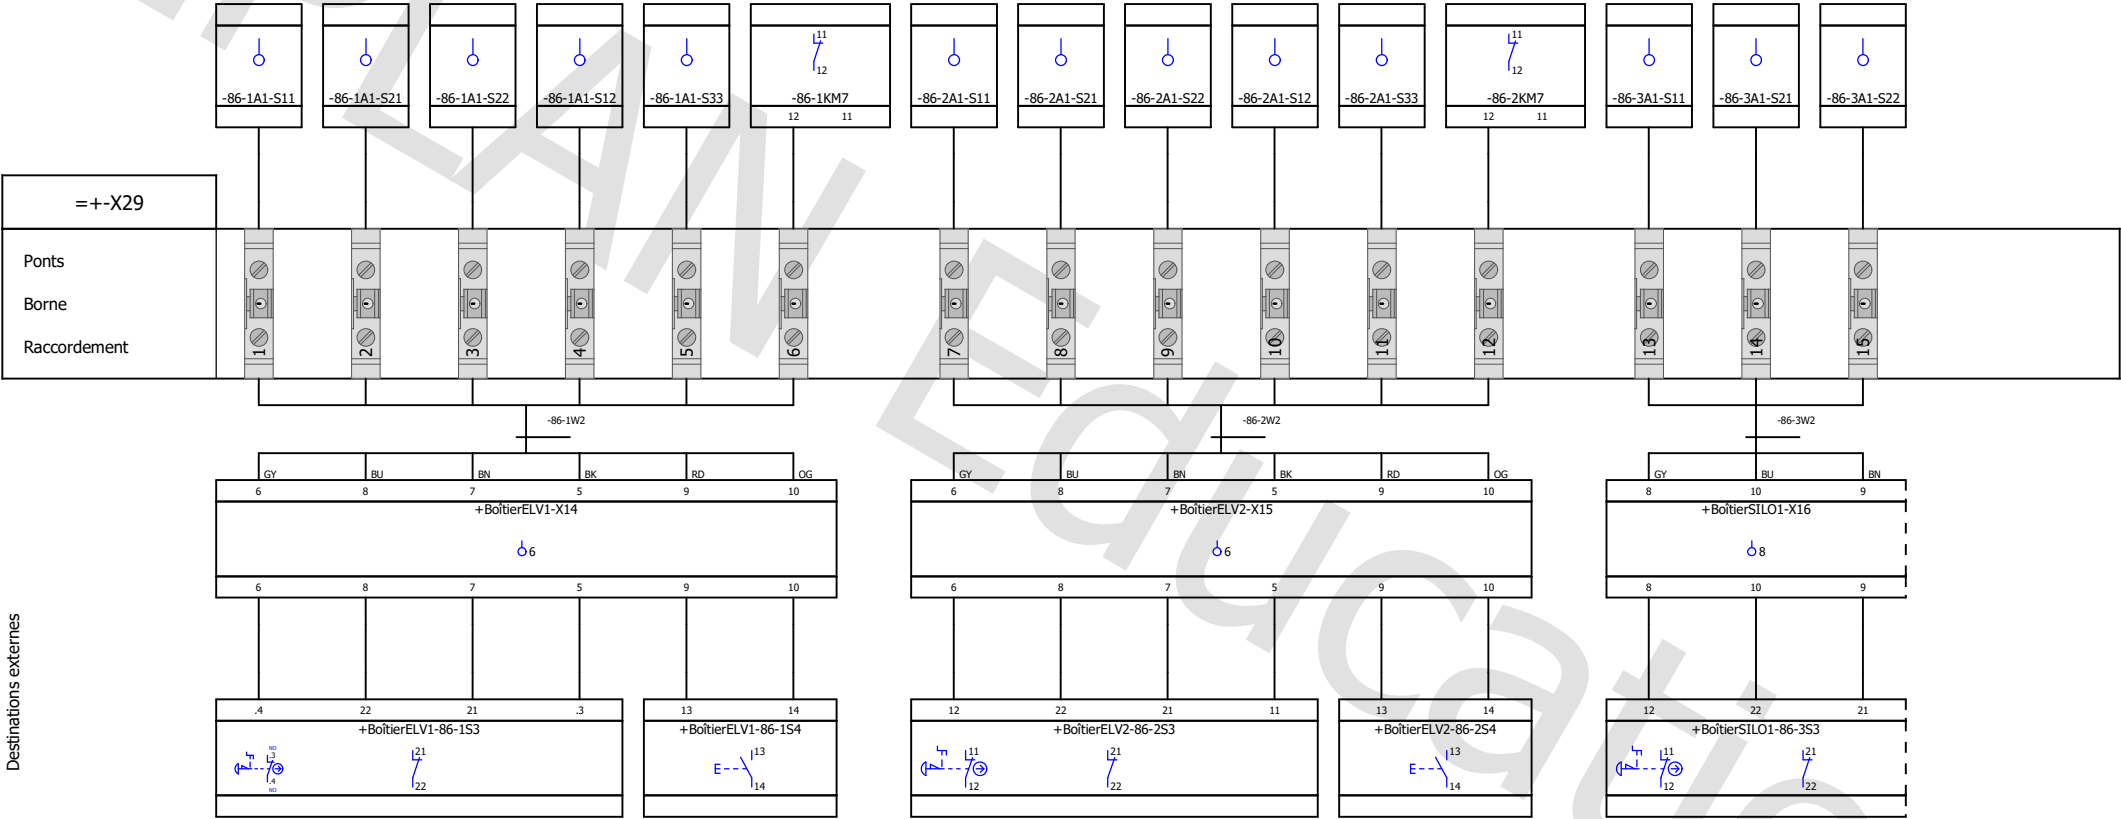 -86-1A1-S11 -86-1A1-S21 -86-1A1-S22 -86-1A1-S12 -86-1A1-S33 11 12 -86-1KM7 -86-2A1-S11 -86-2A1-S21 -86-2A1-S22 -86-2A1-S12 -86-2A1-S33 11 12 -86-2KM7 -86-3A1-S11 -86-3A1-S21 -86-3A1-S22
12 11 12 11
=+-X29
Ponts
Borne
Raccordement
1 2 3 4 5 6 7 8 9 10 11 12 13 14 15
-86-1W2 -86-2W2 -86-3W2
GY BU BN BK RD OG GY BU BN BK RD OG GY BU BN
6 8 7 5 9 10 6 8 7 5 9 10 8 10 9
+BoîtierELV1-X14 +BoîtierELV2-X15 +BoîtierSILO1-X16
6 6 8
6 8 7 5 9 10 6 8 7 5 9 10 8 10 9
Destinations externes
.4 22 21 .3 13 14 12 22 21 11 13 14 12 22 21
+BoîtierELV1-86-1S3 +BoîtierELV1-86-1S4 +BoîtierELV2-86-2S3 +BoîtierELV2-86-2S4 +BoîtierSILO1-86-3S3
NO
.3 21 13 11 21 13 11 21
.4 22 14 12 22 14 12 22
NO
EPLAN Educatio